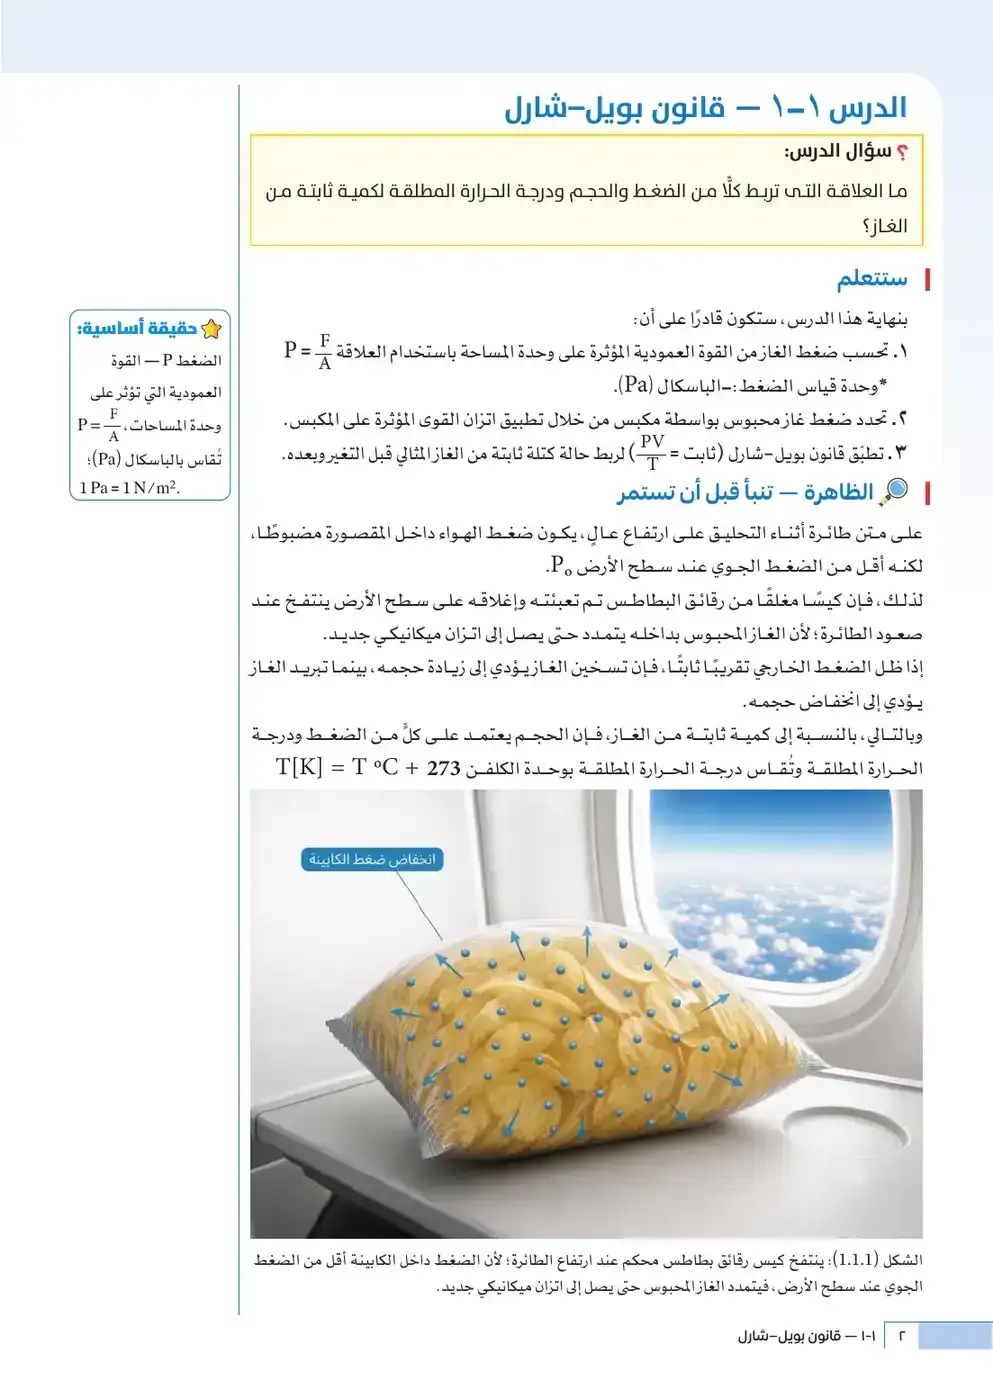 الدرس ١-١ — قانون بويل-شارل
؟ سؤال الدرس:
ما العلاقة التي تربط كلًّا من الضغط والحجم ودرجة الحرارة المطلقة لكمية ثابتة من
الغاز؟
ستتعلم
بنهاية هذا الدرس، ستكون قادرًا على أن:
١. تحسب ضغط الغاز من القوة العمودية المؤثرة على وحدة المساحة باستخدام العلاقة P = F/A
*وحدة قياس الضغط:-الباسكال (Pa).
٢. تحدد ضغط غاز محبوس بواسطة مكبس من خلال تطبيق اتزان القوى المؤثرة على المكبس.
٣. تطبّق قانون بويل-شارل (ثابت = PV/T) لربط حالة كتلة ثابتة من الغاز المثالي قبل التغير وبعده.
حقيقة أساسية:
الضغط P — القوة
العمودية التي تؤثر على
وحدة المساحات، P = F/A
تُقاس بالباسكال (Pa)؛
1 Pa = 1 N/m².
الظاهرة — تنبأ قبل أن تستمر
على متن طائرة أثناء التحليق على ارتفاع عالٍ، يكون ضغط الهواء داخل المقصورة مضبوطًا،
لكنه أقل من الضغط الجوي عند سطح الأرض P₀.
لذلك، فإن كيسًا مغلقًا من رقائق البطاطس تم تعبئته وإغلاقه على سطح الأرض ينتفخ عند
صعود الطائرة؛ لأن الغاز المحبوس بداخله يتمدد حتى يصل إلى اتزان ميكانيكي جديد.
إذا ظل الضغط الخارجي تقريبًا ثابتًا، فإن تسخين الغاز يؤدي إلى زيادة حجمه، بينما تبريد الغاز
يؤدي إلى انخفاض حجمه.
وبالتالي، بالنسبة إلى كمية ثابتة من الغاز، فإن الحجم يعتمد على كلٍّ من الضغط ودرجة
الحرارة المطلقة وتُقاس درجة الحرارة المطلقة بوحدة الكلفن T[K] = T ºC + 273
انخفاض ضغط الكابينة
الشكل (1.1.1): ينتفخ كيس رقائق بطاطس محكم عند ارتفاع الطائرة؛ لأن الضغط داخل الكابينة أقل من الضغط
الجوي عند سطح الأرض، فيتمدد الغاز المحبوس حتى يصل إلى اتزان ميكانيكي جديد.
٢ ١-١ — قانون بويل-شارل